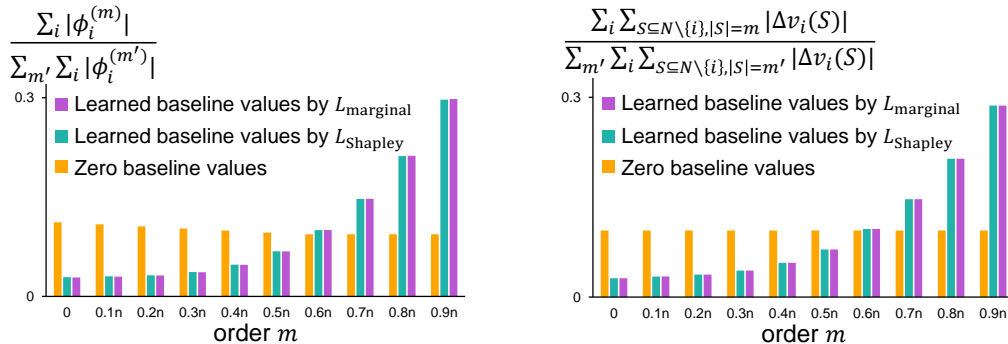 ∑_i |ϕ_i^{(m)}|
∑_{m′} ∑_i |ϕ_i^{(m′)}|
0.3
Learned baseline values by L_marginal
Learned baseline values by L_Shapley
Zero baseline values
0
0 0.1n 0.2n 0.3n 0.4n 0.5n 0.6n 0.7n 0.8n 0.9n
order m
∑_i ∑_{S⊆N\{i},|S|=m} |Δv_i(S)|
∑_{m′} ∑_i ∑_{S⊆N\{i},|S|=m′} |Δv_i(S)|
0.3
Learned baseline values by L_marginal
Learned baseline values by L_Shapley
Zero baseline values
0
0 0.1n 0.2n 0.3n 0.4n 0.5n 0.6n 0.7n 0.8n 0.9n
order m